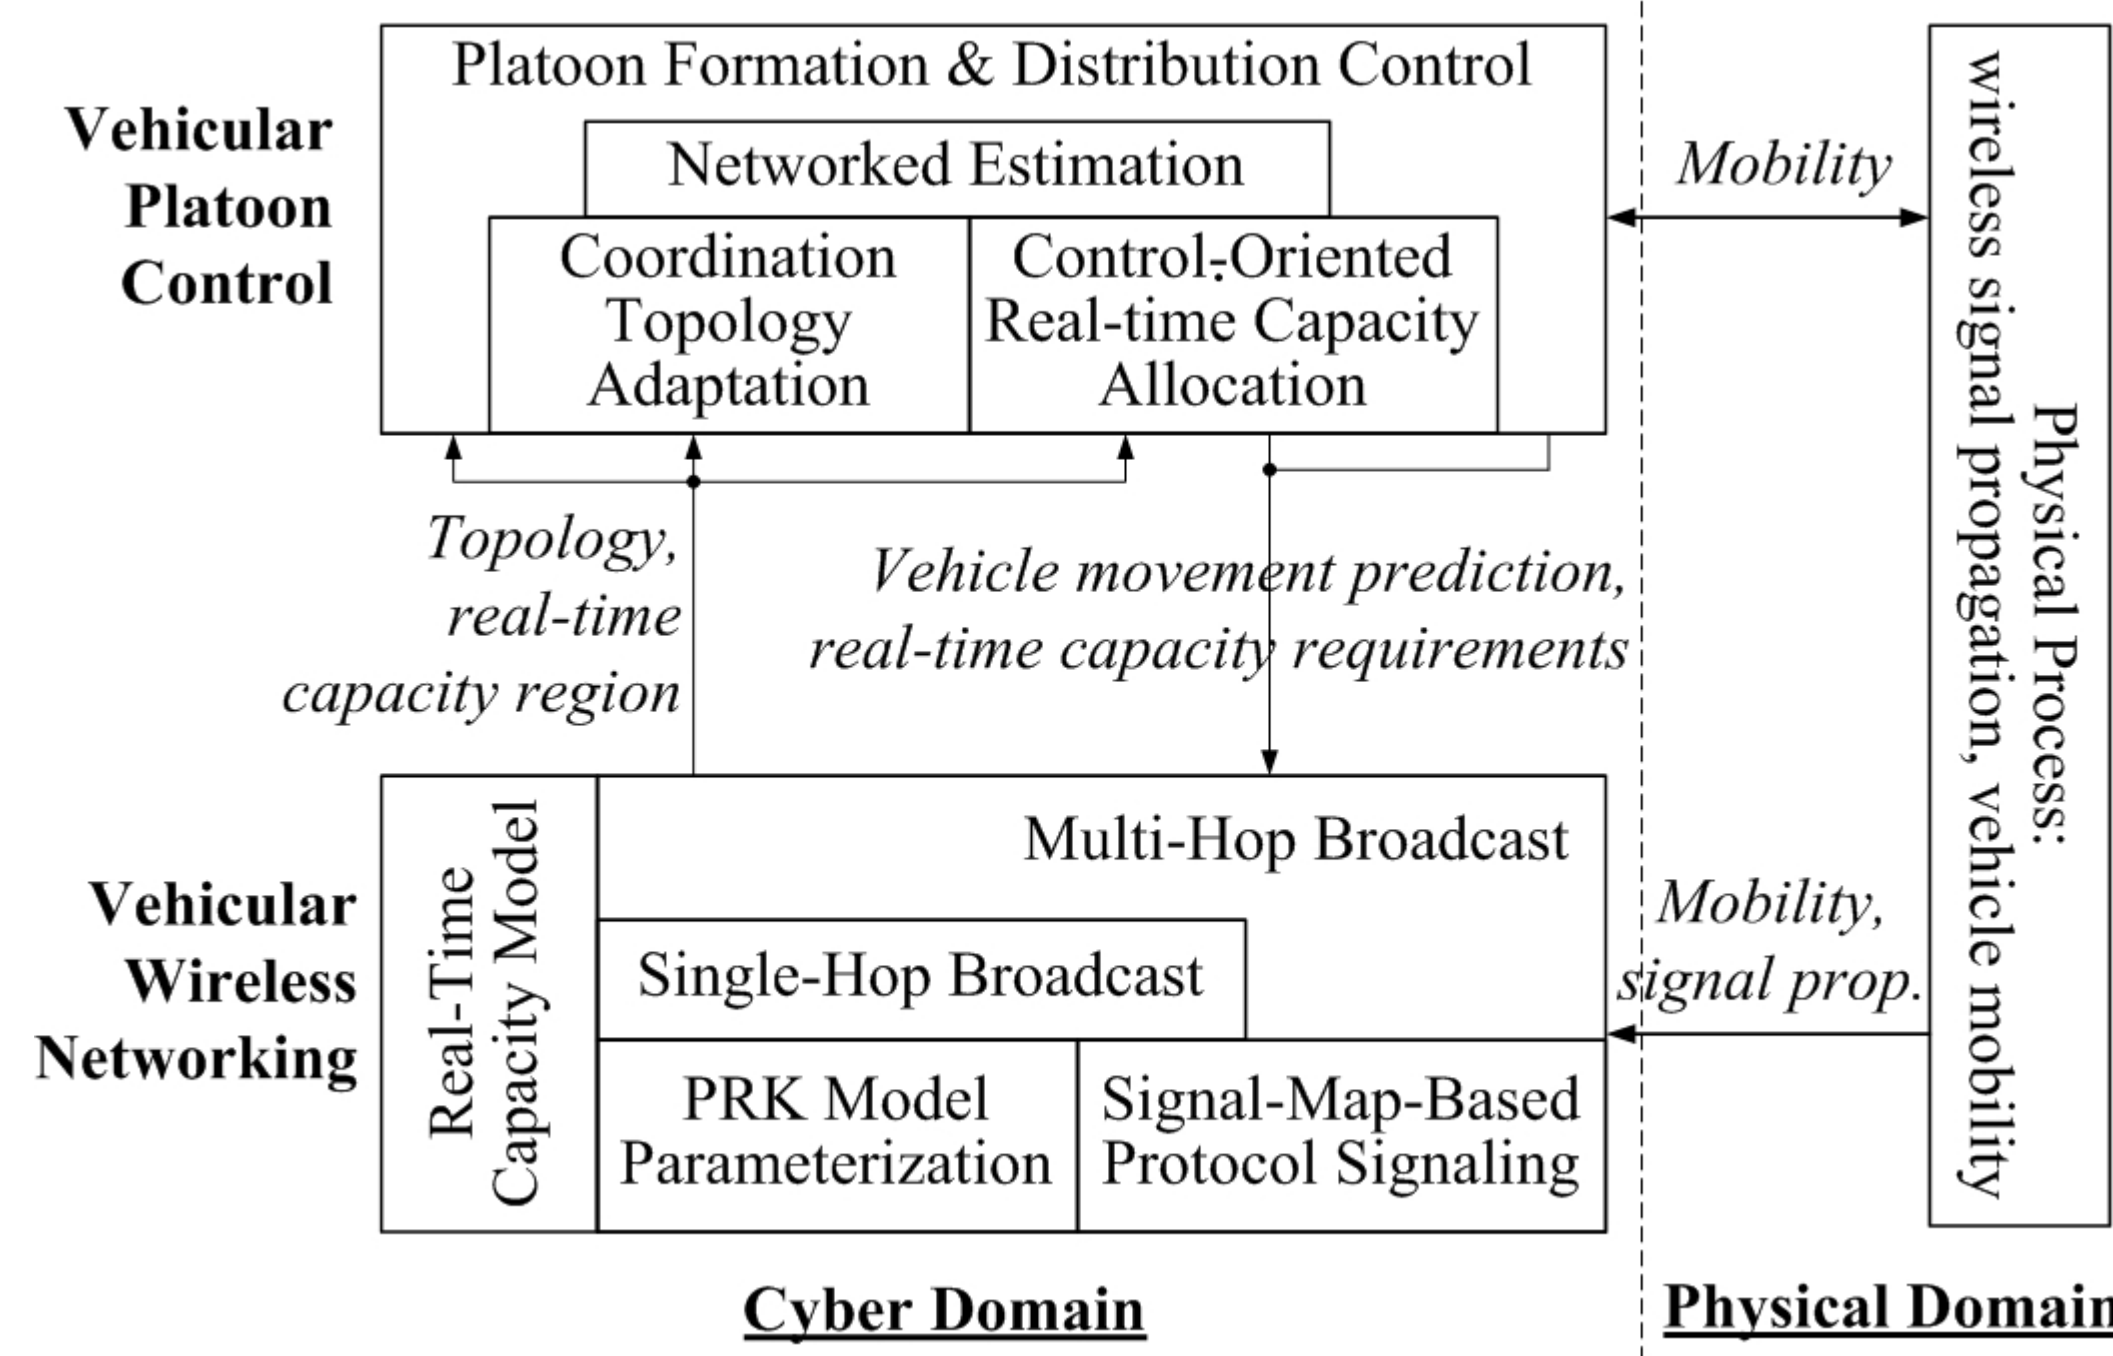 Platoon Formation & Distribution Control
Vehicular
Platoon
Control
Networked Estimation
Coordination
Topology
Adaptation
Control-Oriented
Real-time Capacity
Allocation
Mobility
Physical Process:
wireless signal propagation, vehicle mobility
Topology,
real-time
capacity region
Vehicle movement prediction,
real-time capacity requirements
Vehicular
Wireless
Networking
Real-Time
Capacity Model
Multi-Hop Broadcast
Single-Hop Broadcast
PRK Model
Parameterization
Signal-Map-Based
Protocol Signaling
Mobility,
signal prop.
Cyber Domain
Physical Domain